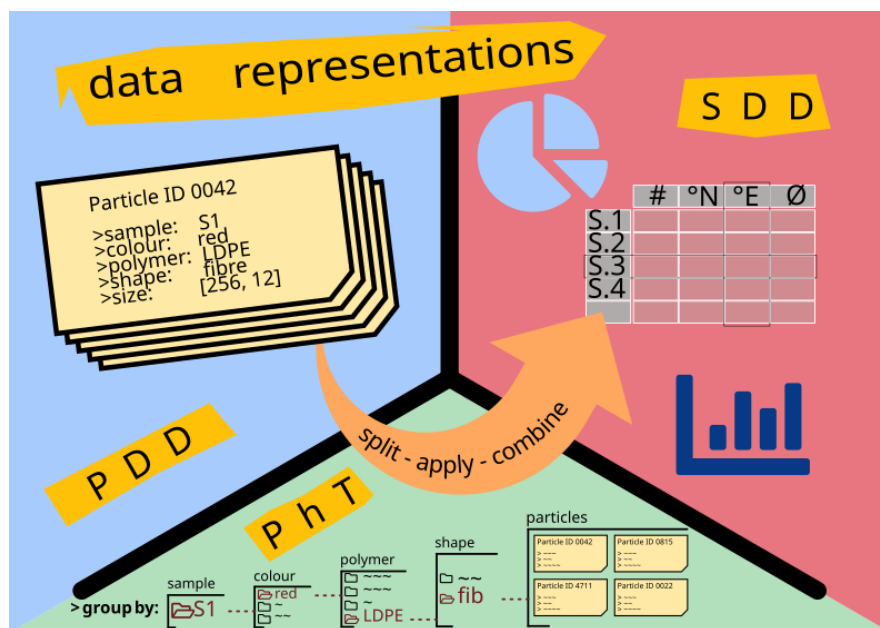 data representations
S D D
Particle ID 0042
>sample: S1
>colour: red
>polymer: LDPE
>shape: fibre
>size: [256, 12]
# °N °E Ø
S.1
S.2
S.3
S.4
split - apply - combine
P D D
P h T
particles
Particle ID 0042
> ~~~
> ~~
> ~~~~
Particle ID 0815
> ~~~
> ~~
> ~~~~
Particle ID 4711
> ~~~
> ~~
> ~~~~
Particle ID 0022
> ~~~
> ~~
> ~~~~
shape
~~
fib
polymer
~~~
~~~
~
LDPE
colour
red
~
~~
sample
S1
> group by: